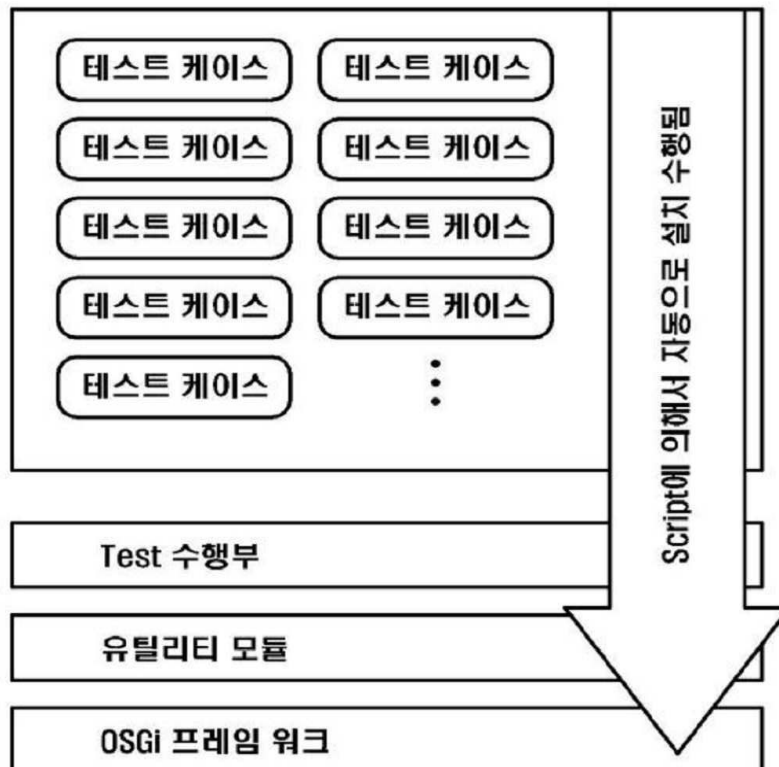 테스트 케이스 테스트 케이스
테스트 케이스 테스트 케이스
테스트 케이스 테스트 케이스
테스트 케이스 테스트 케이스
테스트 케이스
Script에 의해서 자동으로 설치 수행됨
Test 수행부
유틸리티 모듈
OSGi 프레임 워크